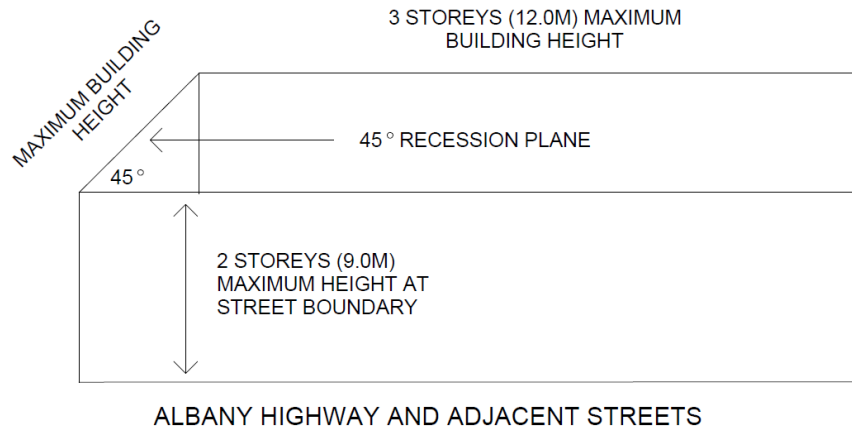 3 STOREYS (12.0M) MAXIMUM
BUILDING HEIGHT
MAXIMUM BUILDING
HEIGHT
45° RECESSION PLANE
45°
2 STOREYS (9.0M)
MAXIMUM HEIGHT AT
STREET BOUNDARY
ALBANY HIGHWAY AND ADJACENT STREETS